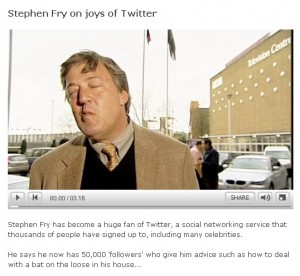 Stephen Fry on joys of Twitter
Television Centre
00:00 / 03:18
SHARE
Stephen Fry has become a huge fan of Twitter, a social networking service that
thousands of people have signed up to, including many celebrities.
He says he now has 50,000 'followers' who give him advice such as how to deal
with a bat on the loose in his house...